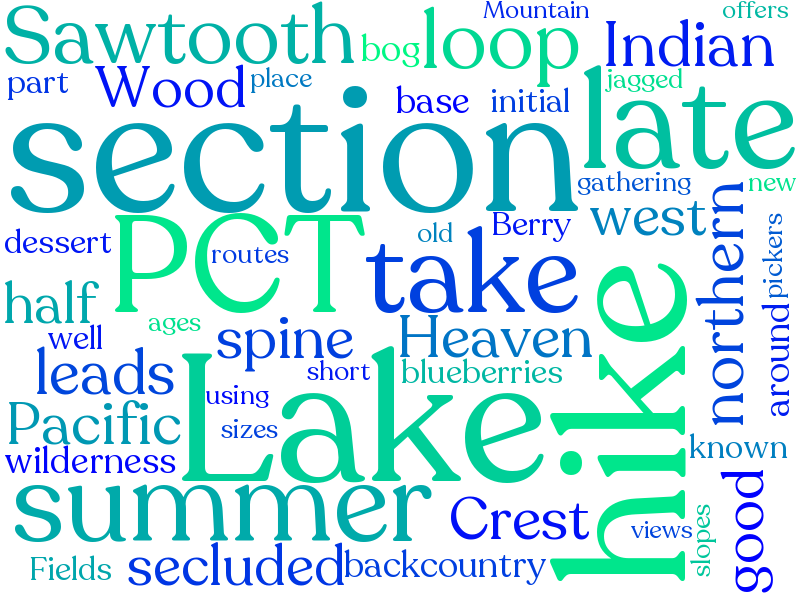 Mountain
offers
Sawtooth
bog
loop
Indian
part
Wood
place
base
initial
jagged
late
section
gathering
new
dessert
PCT
routes
old
Berry
west
northern
pickers
take
half
ages
well
spine
Heaven
hike
around
leads
short
blueberries
using
Lake
Pacific
sizes
known
wilderness
summer
Crest
views
slopes
good
Fields
secluded
backcountry